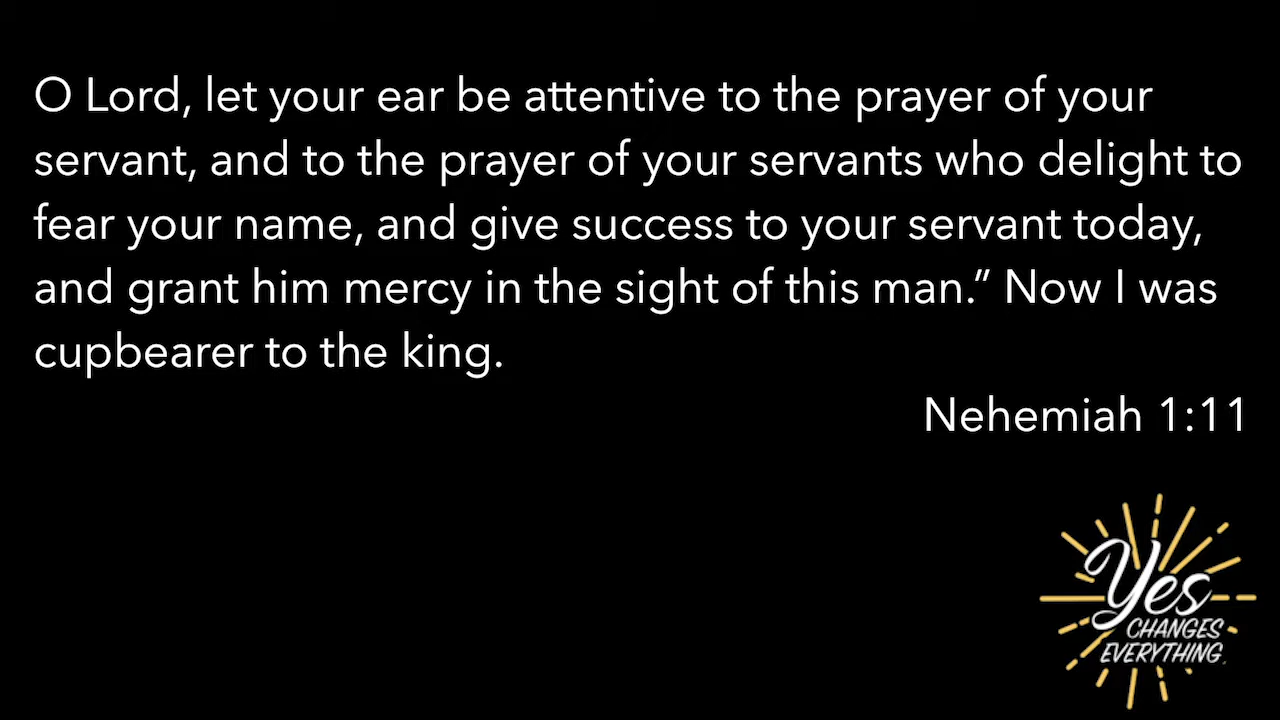 O Lord, let your ear be attentive to the prayer of your
servant, and to the prayer of your servants who delight to
fear your name, and give success to your servant today,
and grant him mercy in the sight of this man.” Now I was
cupbearer to the king.
Nehemiah 1:11
Yes
CHANGES
EVERYTHING.